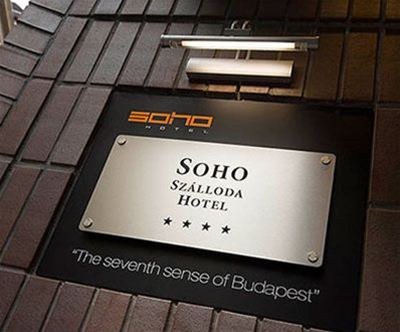 SOHO
HOTEL
SOHO
SZÁLLODA
HOTEL
★ ★ ★ ★
"The seventh sense of Budapest"